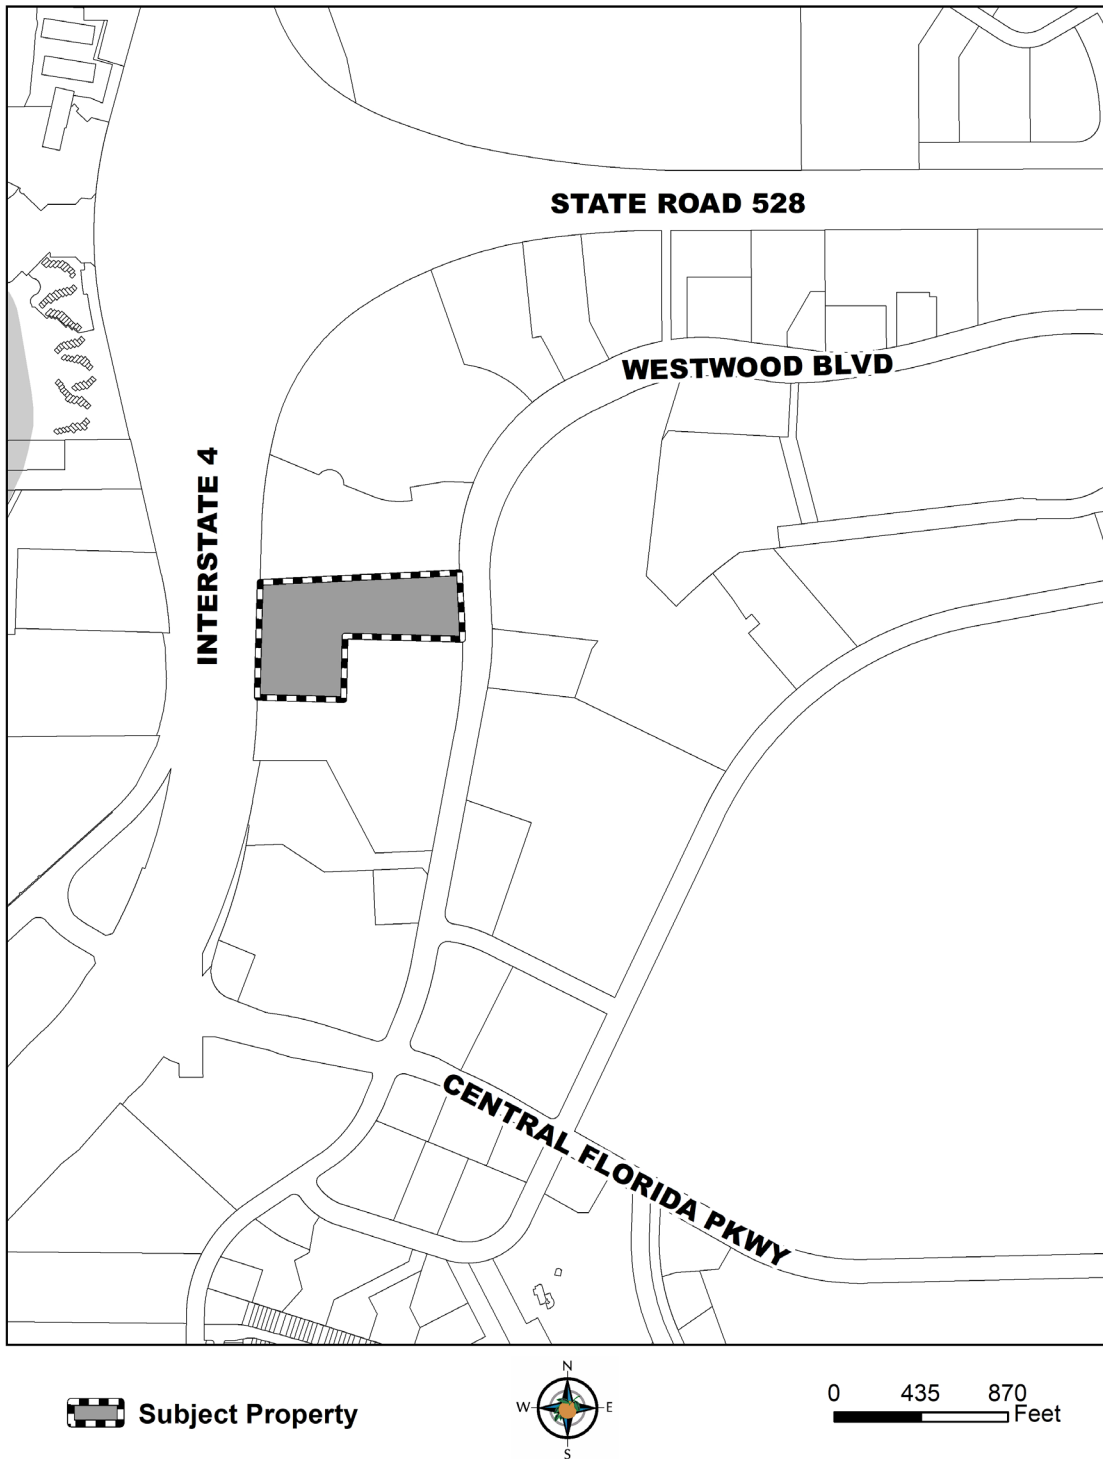 STATE ROAD 528
WESTWOOD BLVD
INTERSTATE 4
CENTRAL FLORIDA PKWY
Subject Property
N
W E
S
0 435 870
Feet